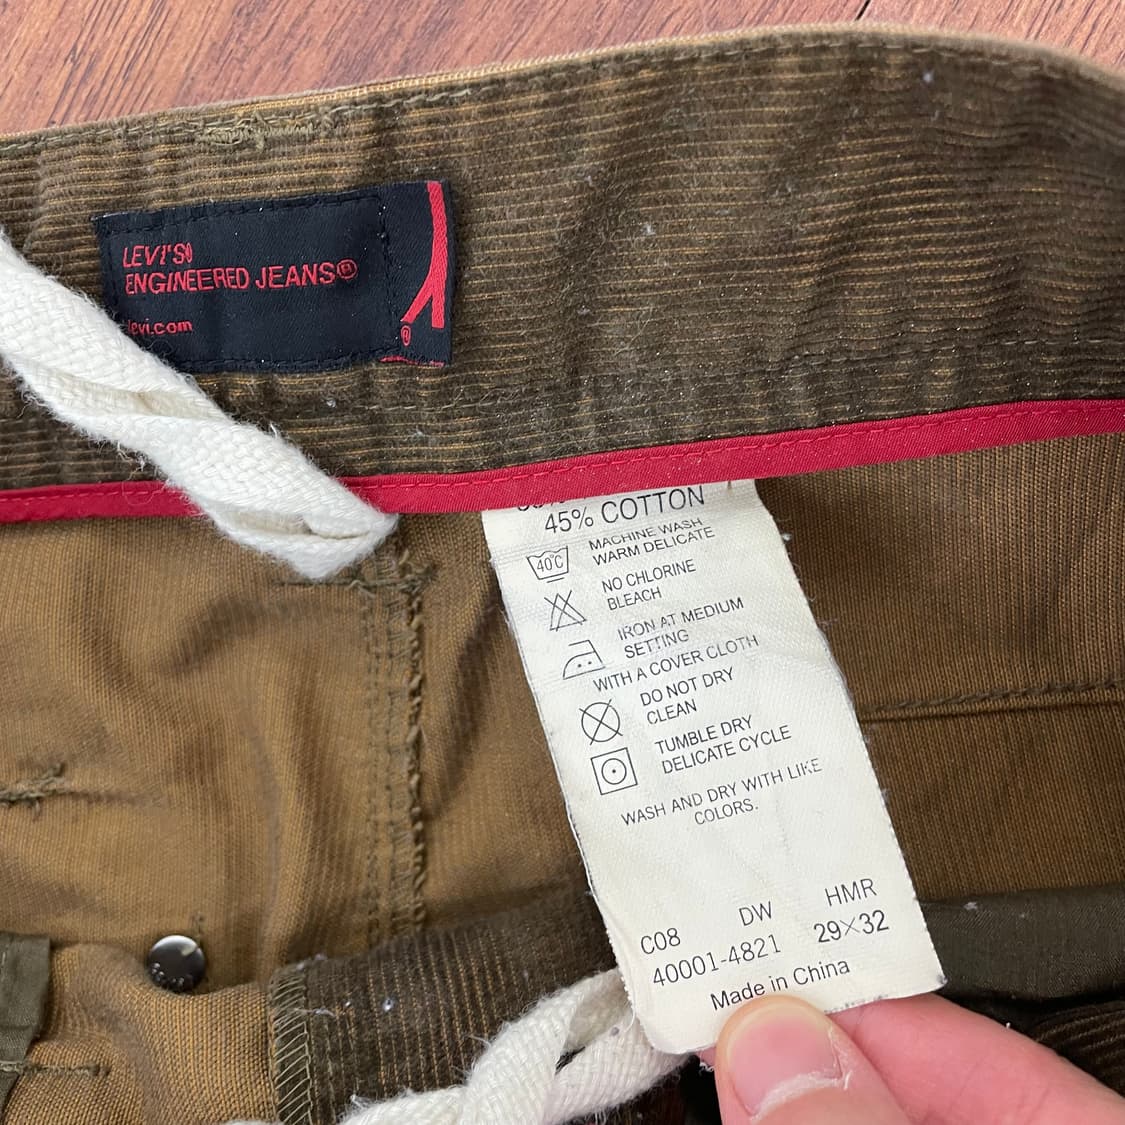 LEVI'S®
ENGINEERED JEANS®
levi.com
®
45% COTTON
40°C
MACHINE WASH
WARM DELICATE
NO CHLORINE
BLEACH
IRON AT MEDIUM
SETTING
WITH A COVER CLOTH
DO NOT DRY
CLEAN
TUMBLE DRY
DELICATE CYCLE
WASH AND DRY WITH LIKE
COLORS.
C08 DW HMR
40001-4821 29×32
Made in China